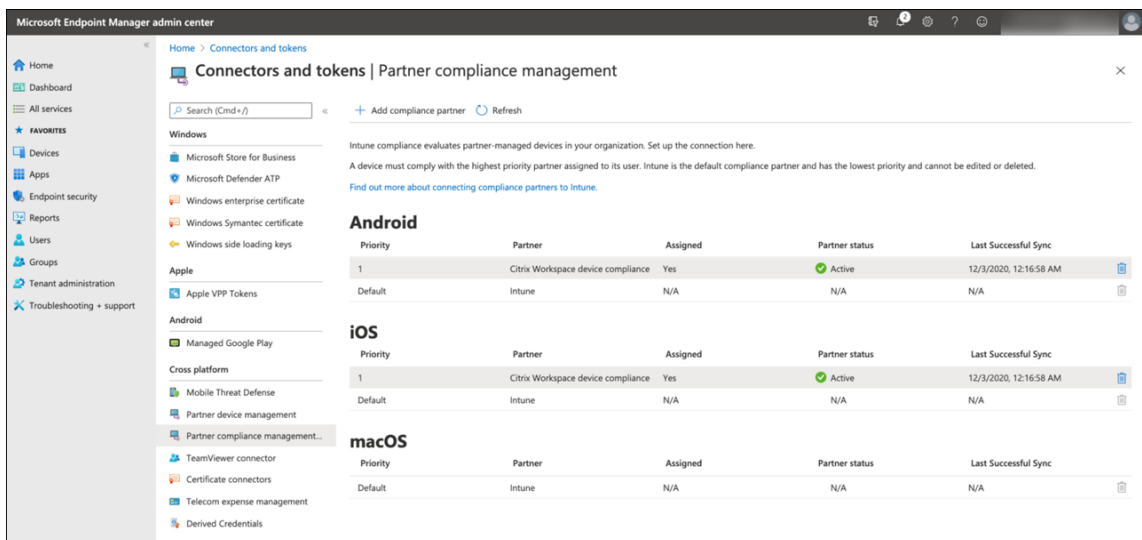 Microsoft Endpoint Manager admin center
2
?
«
Home
Dashboard
All services
FAVORITES
Devices
Apps
Endpoint security
Reports
Users
Groups
Tenant administration
Troubleshooting + support
Home > Connectors and tokens
Connectors and tokens | Partner compliance management
Search (Cmd+/)
«
Windows
Microsoft Store for Business
Microsoft Defender ATP
Windows enterprise certificate
Windows Symantec certificate
Windows side loading keys
Apple
Apple VPP Tokens
Android
Managed Google Play
Cross platform
Mobile Threat Defense
Partner device management
Partner compliance management...
TeamViewer connector
Certificate connectors
Telecom expense management
Derived Credentials
+ Add compliance partner Refresh
Intune compliance evaluates partner-managed devices in your organization. Set up the connection here.
A device must comply with the highest priority partner assigned to its user. Intune is the default compliance partner and has the lowest priority and cannot be edited or deleted.
Find out more about connecting compliance partners to Intune.
Android
Priority Partner Assigned Partner status Last Successful Sync
1 Citrix Workspace device compliance Yes Active 12/3/2020, 12:16:58 AM
Default Intune N/A N/A N/A
iOS
Priority Partner Assigned Partner status Last Successful Sync
1 Citrix Workspace device compliance Yes Active 12/3/2020, 12:16:58 AM
Default Intune N/A N/A N/A
macOS
Priority Partner Assigned Partner status Last Successful Sync
Default Intune N/A N/A N/A